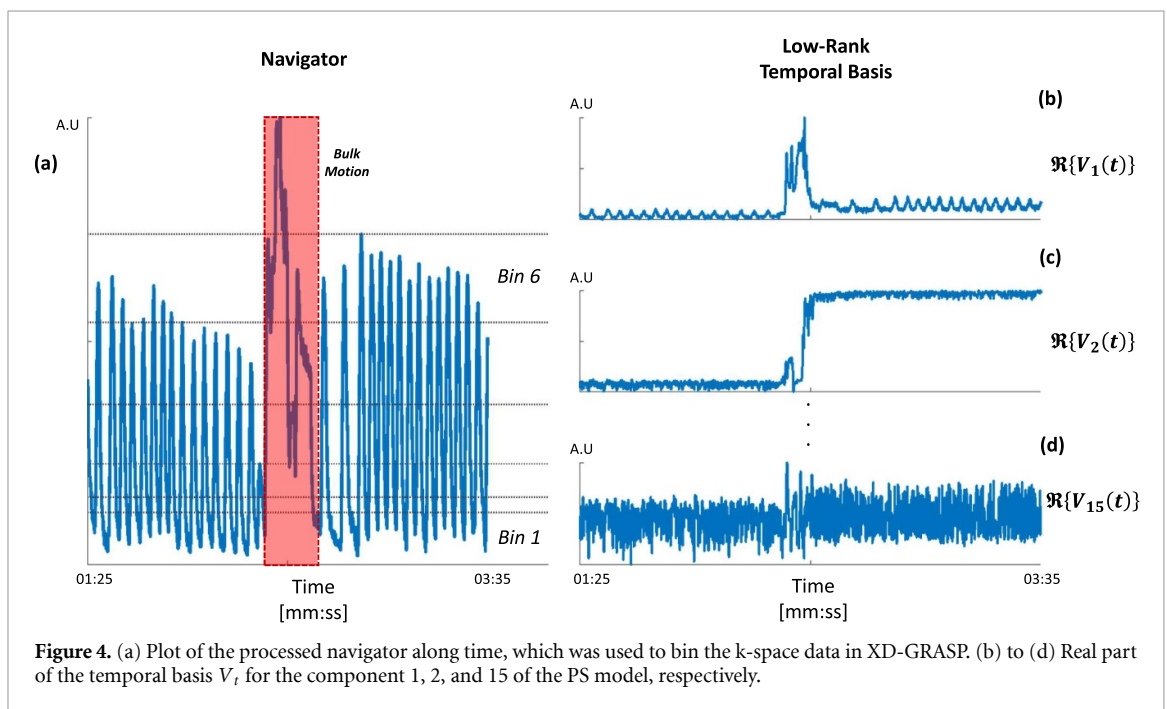 Navigator
A.U
(a)
Bulk
Motion
Bin 6
Bin 1
01:25
03:35
Time
[mm:ss]
Low-Rank
Temporal Basis
A.U
(b)
ℜ{V₁(t)}
A.U
(c)
ℜ{V₂(t)}
A.U
(d)
ℜ{V₁₅(t)}
01:25
03:35
Time
[mm:ss]
Figure 4. (a) Plot of the processed navigator along time, which was used to bin the k-space data in XD-GRASP. (b) to (d) Real part
of the temporal basis Vₜ for the component 1, 2, and 15 of the PS model, respectively.